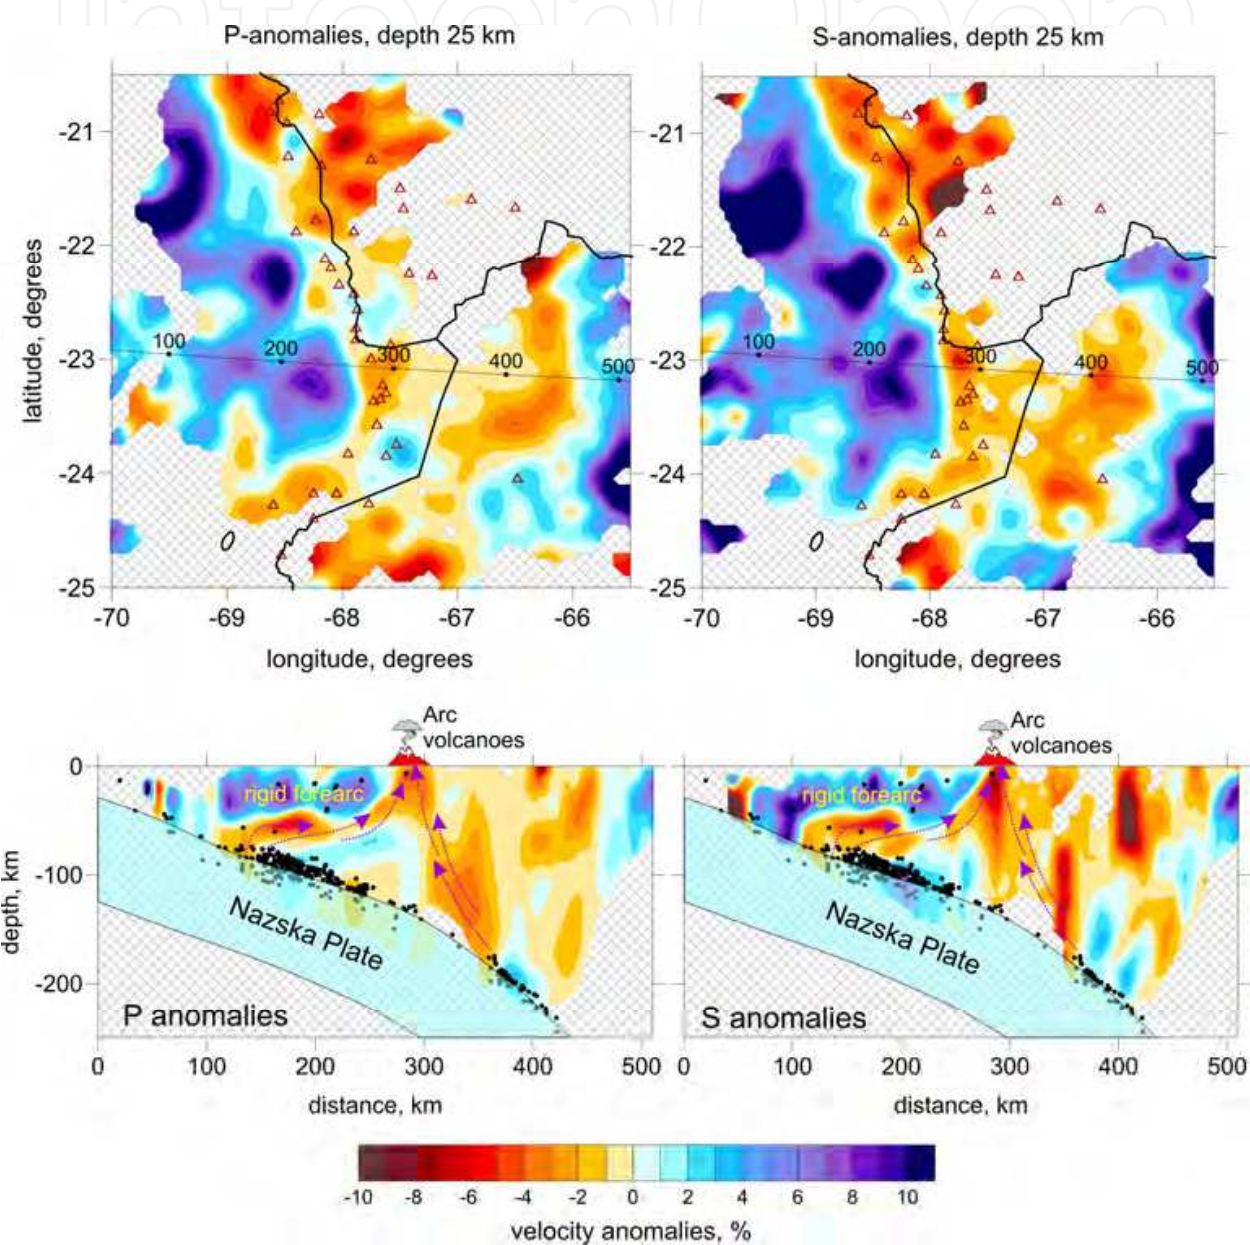 P-anomalies, depth 25 km
S-anomalies, depth 25 km
-21
-22
-23
-24
-25
latitude, degrees
100
200
300
400
500
-70
-69
-68
-67
-66
longitude, degrees
-21
-22
-23
-24
-25
100
200
300
400
500
-70
-69
-68
-67
-66
longitude, degrees
Arc
volcanoes
0
-100
-200
depth, km
rigid forearc
Nazska Plate
P anomalies
0
100
200
300
400
500
distance, km
Arc
volcanoes
rigid forearc
Nazska Plate
S anomalies
0
100
200
300
400
500
distance, km
-10
-8
-6
-4
-2
0
2
4
6
8
10
velocity anomalies, %